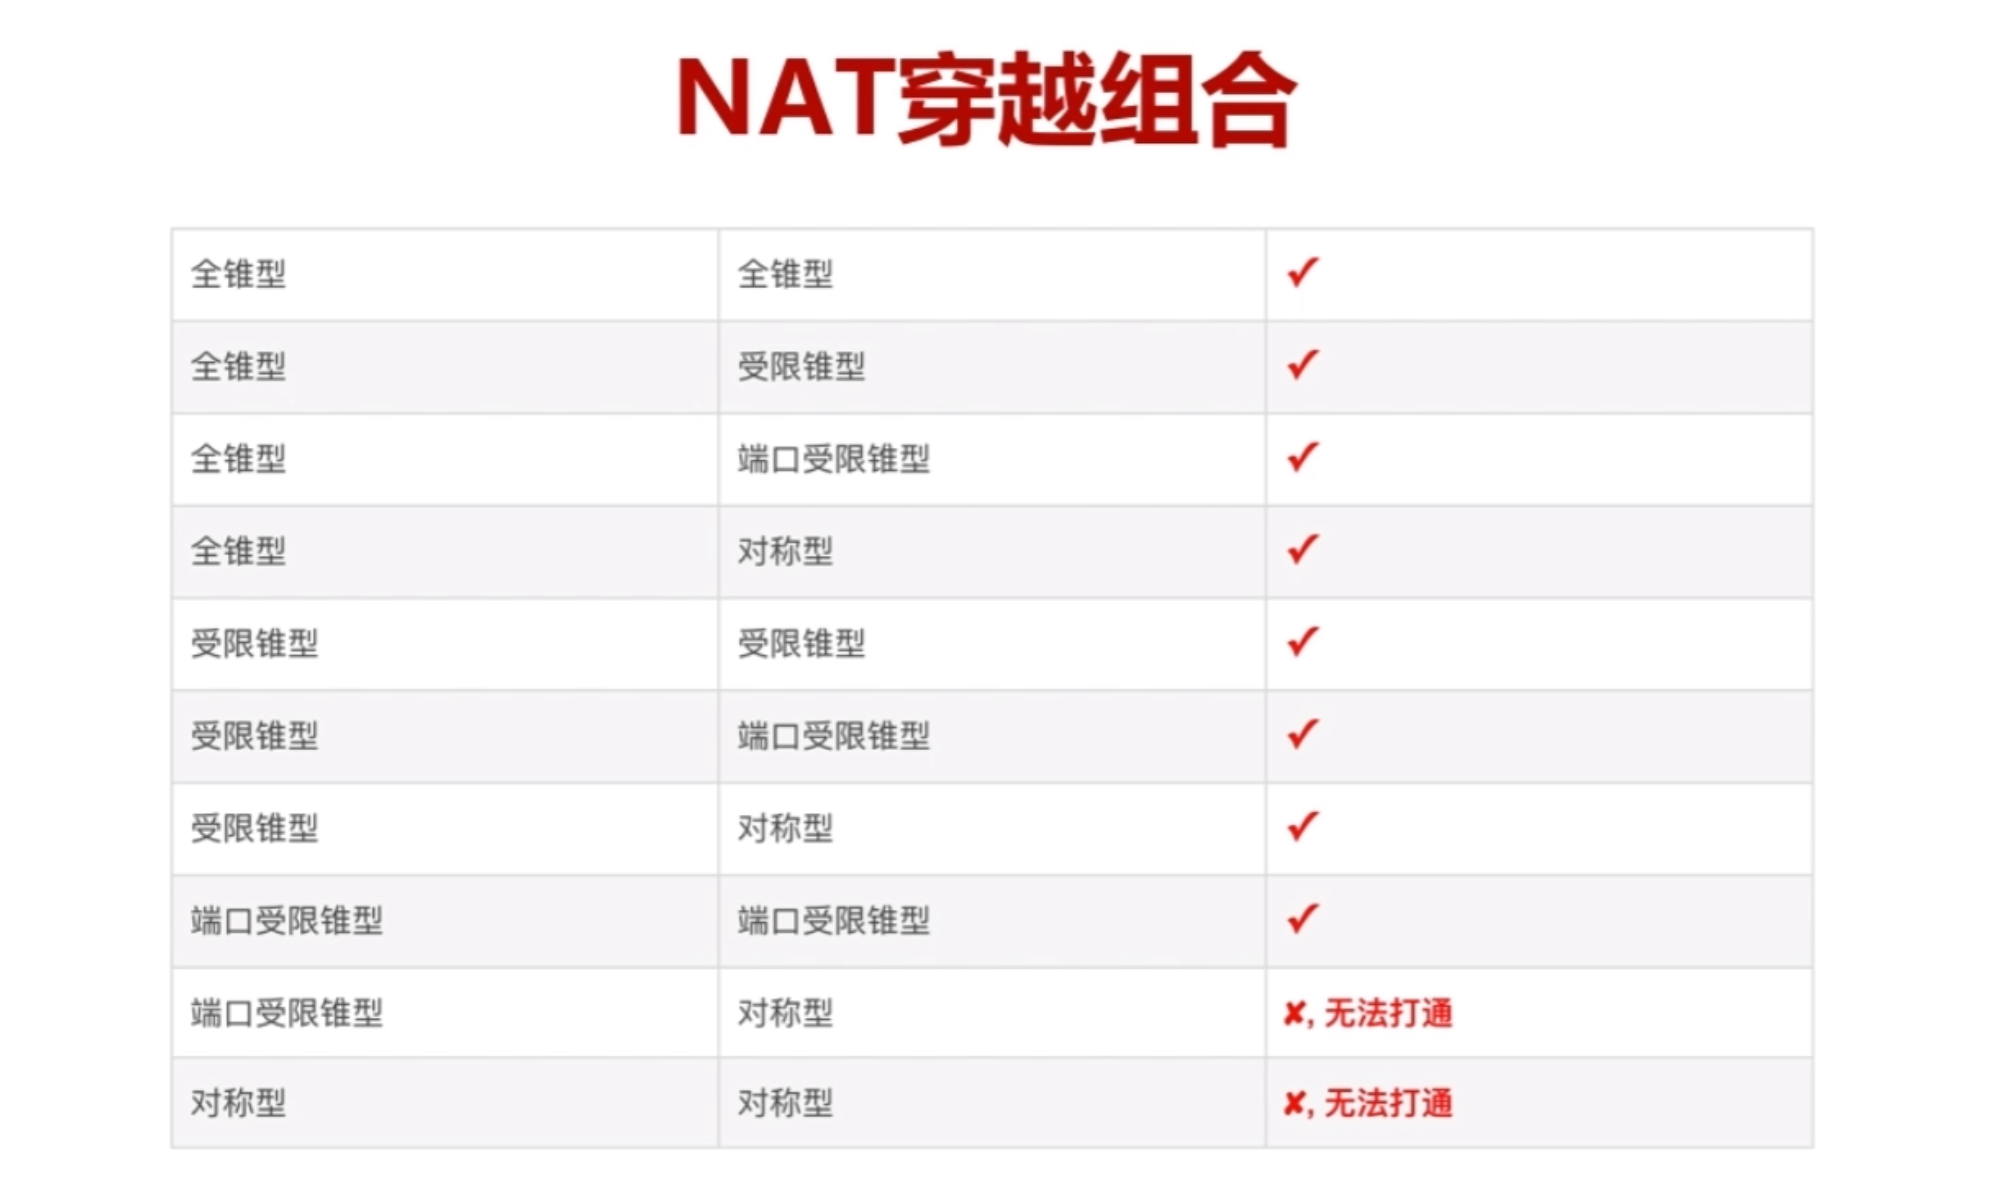 NAT穿越组合
全锥型 全锥型 ✓
全锥型 受限锥型 ✓
全锥型 端口受限锥型 ✓
全锥型 对称型 ✓
受限锥型 受限锥型 ✓
受限锥型 端口受限锥型 ✓
受限锥型 对称型 ✓
端口受限锥型 端口受限锥型 ✓
端口受限锥型 对称型 ✘, 无法打通
对称型 对称型 ✘, 无法打通